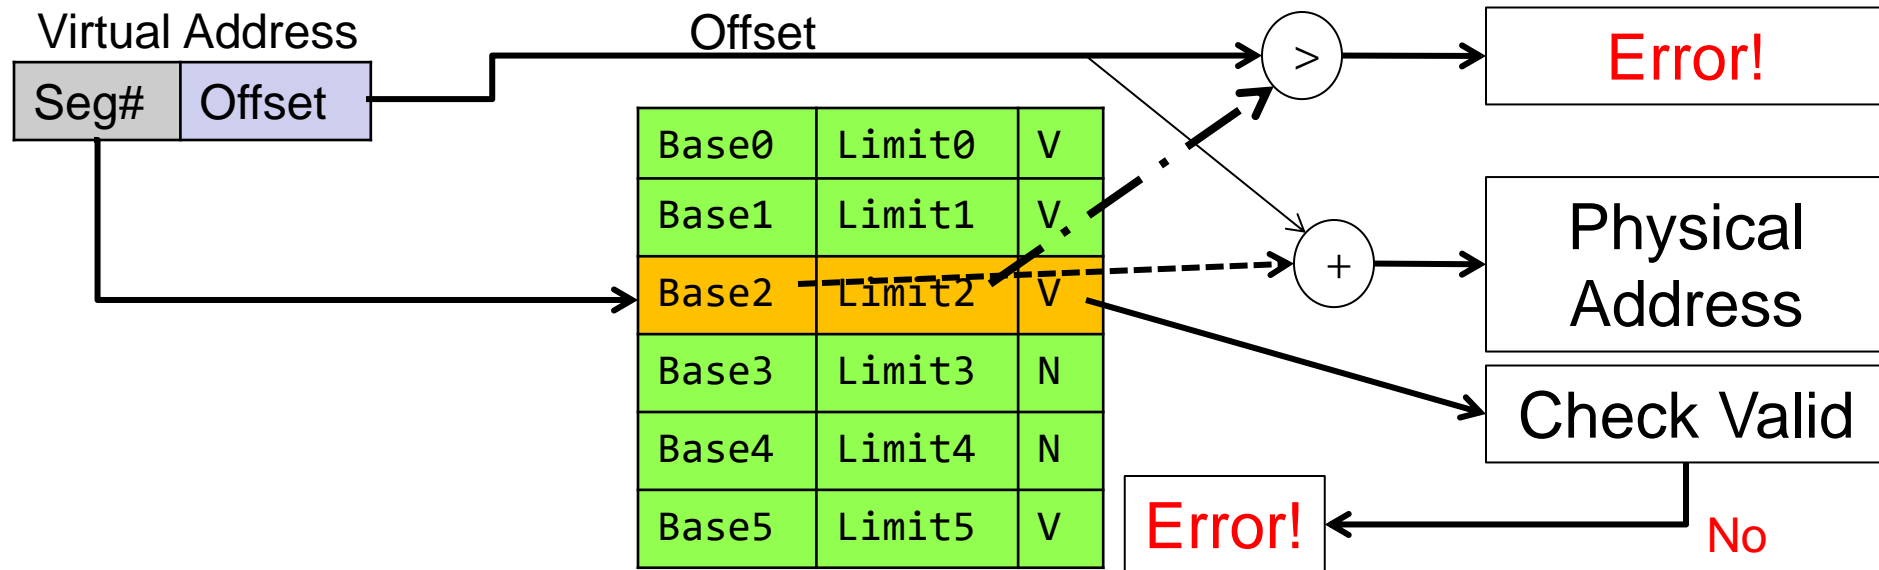 Virtual Address
Offset
Seg# Offset
>
Error!
Base0 Limit0 V
Base1 Limit1 V
Base2 Limit2 V
Base3 Limit3 N
Base4 Limit4 N
Base5 Limit5 V
+
Physical
Address
Check Valid
Error!
No